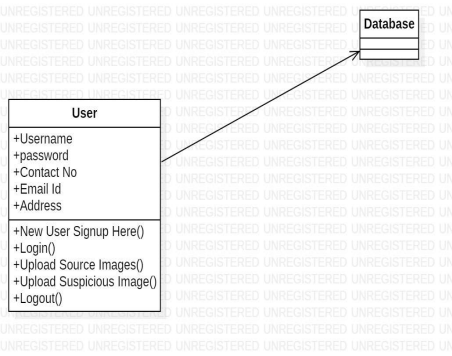 Database
User
+Username
+password
+Contact No
+Email Id
+Address
+New User Signup Here()
+Login()
+Upload Source Images()
+Upload Suspicious Image()
+Logout()
UNREGISTERED